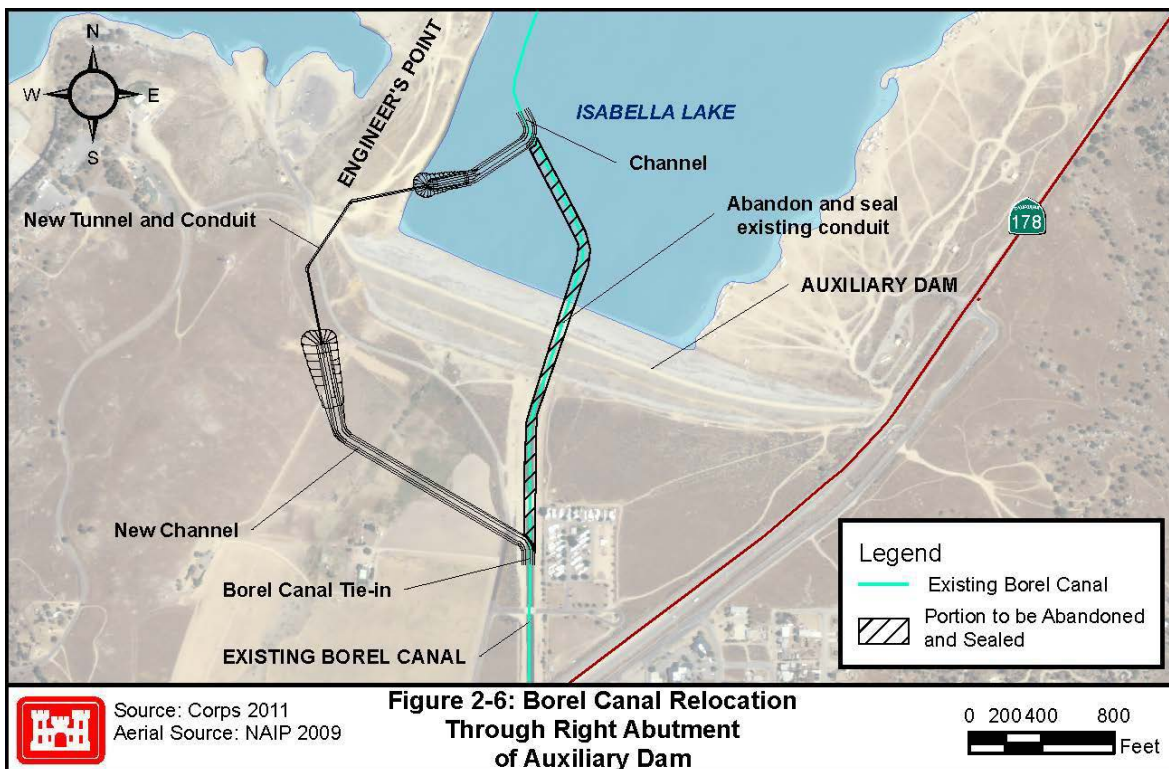 N
W
E
S
ENGINEER'S POINT
ISABELLA LAKE
Channel
New Tunnel and Conduit
Abandon and seal
existing conduit
178
AUXILIARY DAM
New Channel
Borel Canal Tie-in
EXISTING BOREL CANAL
Legend
Existing Borel Canal
Portion to be Abandoned
and Sealed
Source: Corps 2011
Aerial Source: NAIP 2009
Figure 2-6: Borel Canal Relocation
Through Right Abutment
of Auxiliary Dam
0 200 400 800
Feet